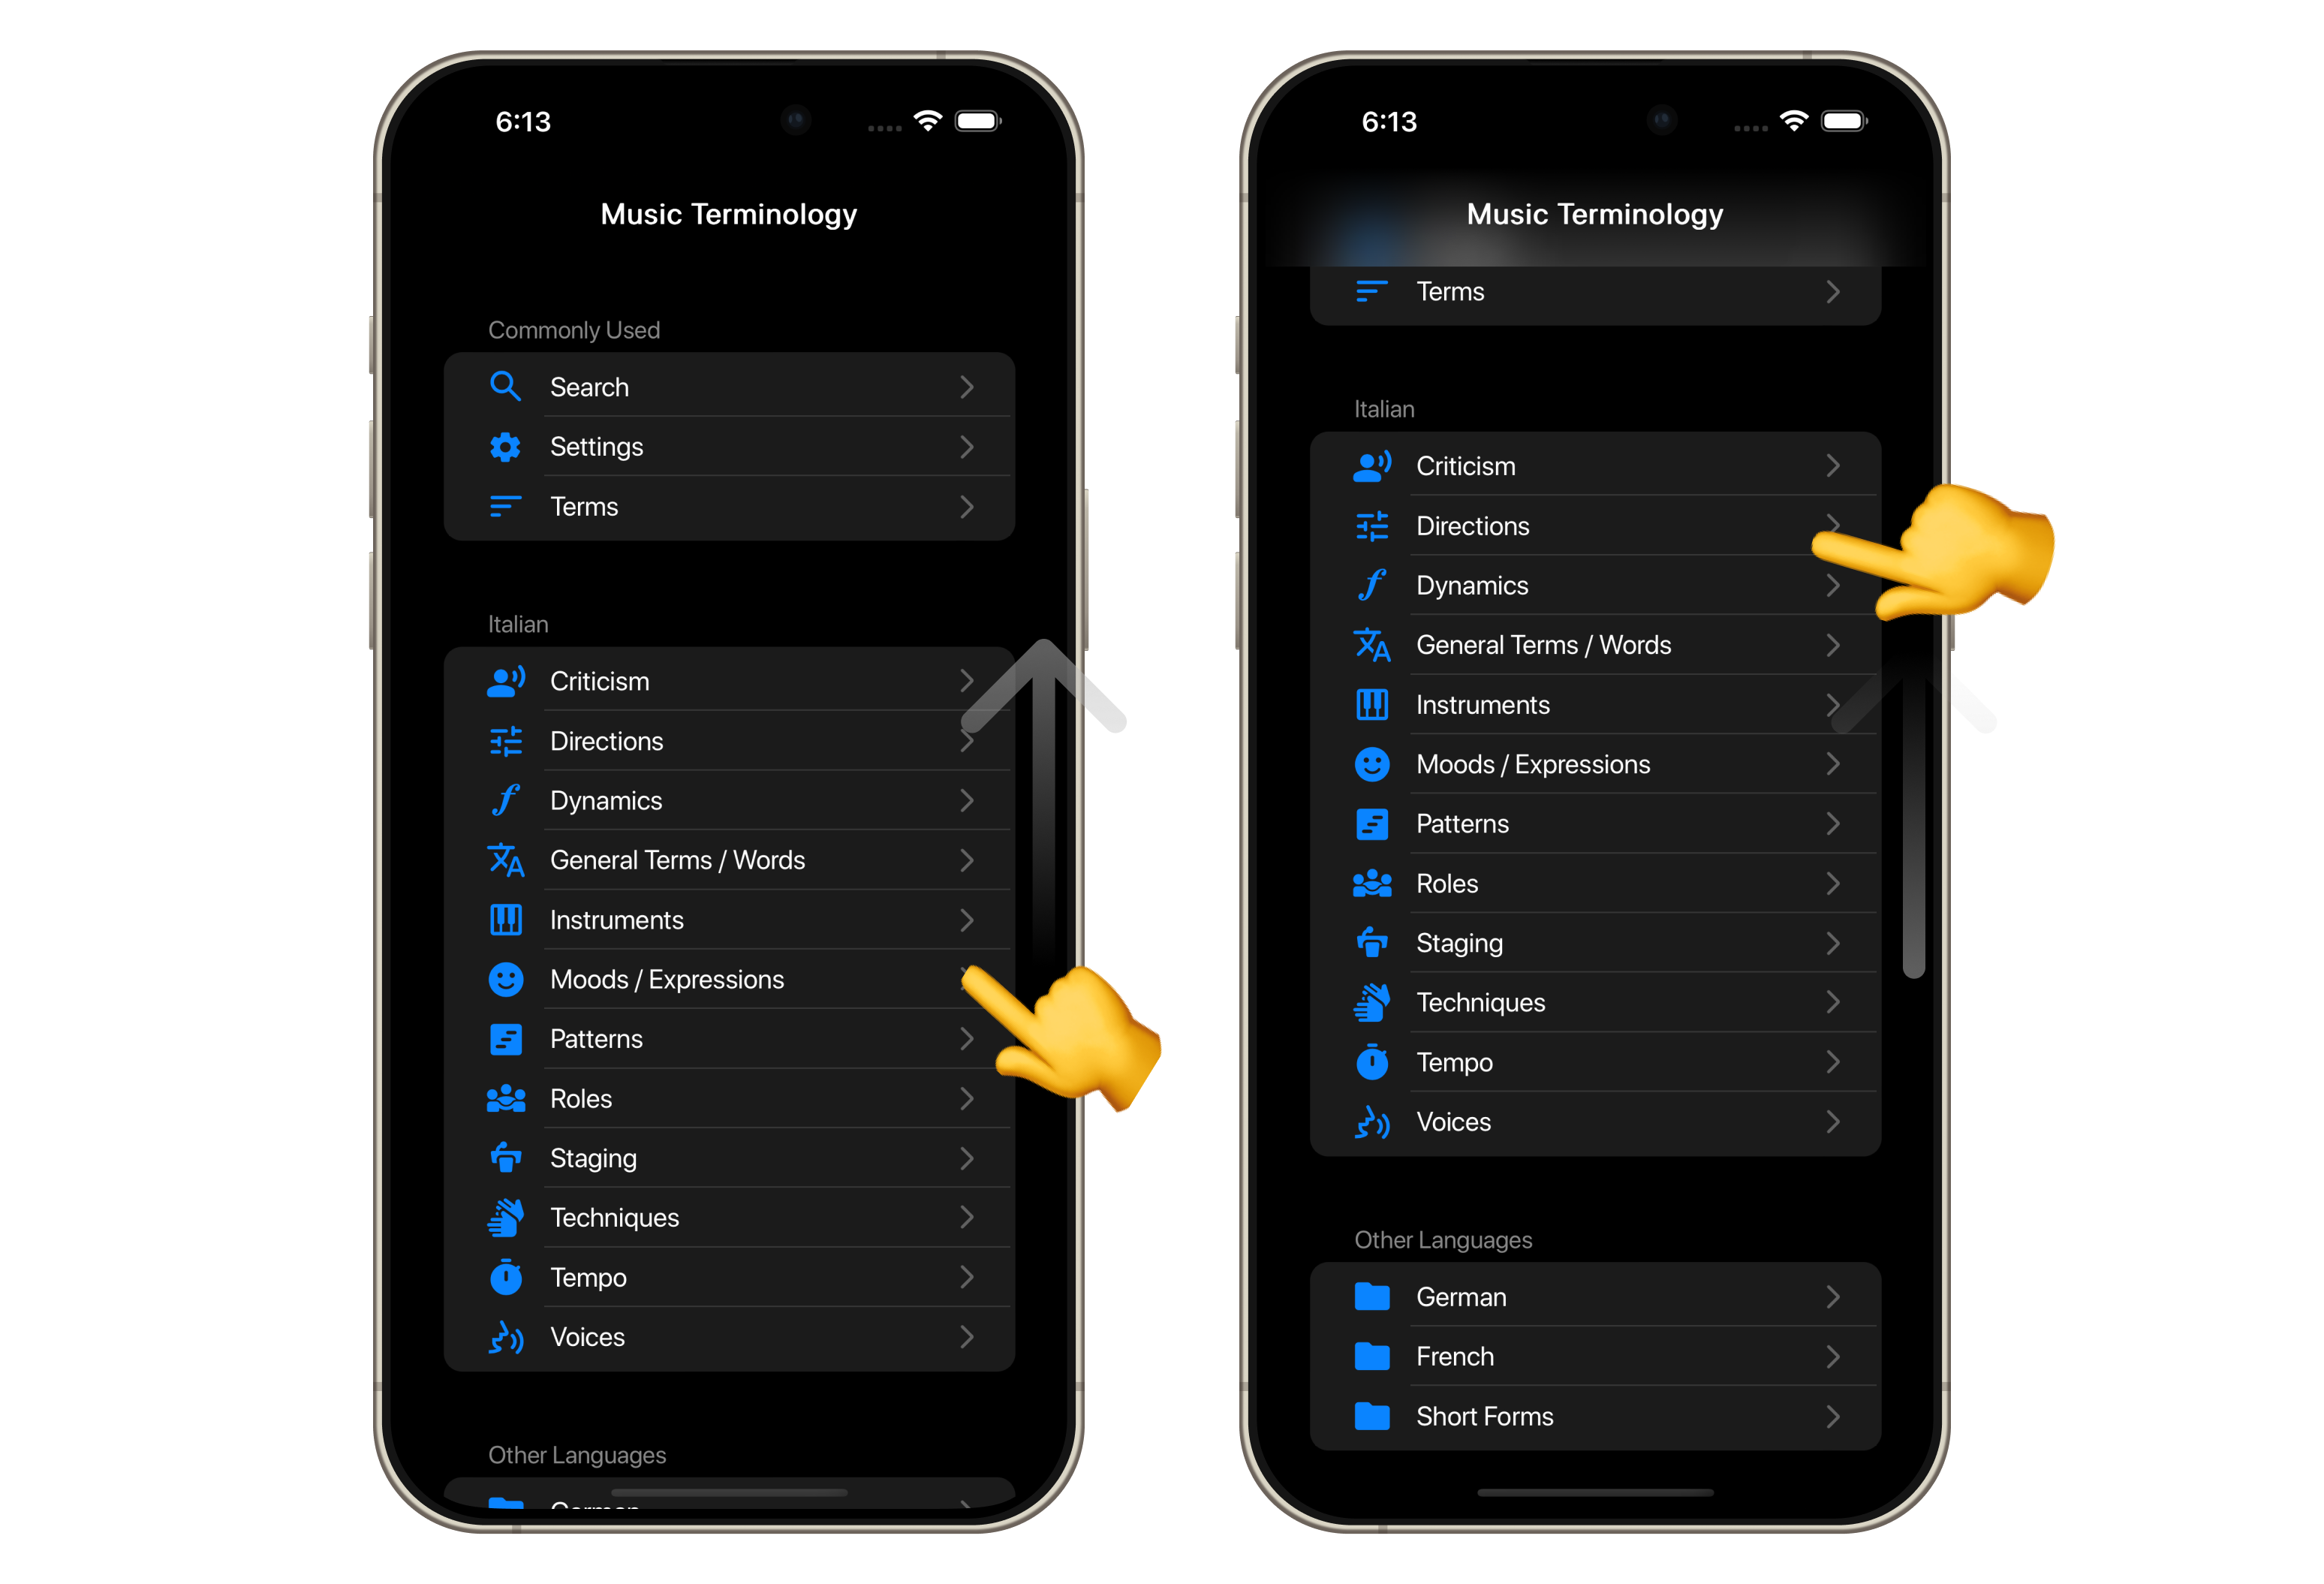 6:13
Music Terminology
Commonly Used
Search
Settings
Terms
Italian
Criticism
Directions
Dynamics
General Terms / Words
Instruments
Moods / Expressions
Patterns
Roles
Staging
Techniques
Tempo
Voices
Other Languages
German
6:13
Music Terminology
Terms
Italian
Criticism
Directions
Dynamics
General Terms / Words
Instruments
Moods / Expressions
Patterns
Roles
Staging
Techniques
Tempo
Voices
Other Languages
German
French
Short Forms